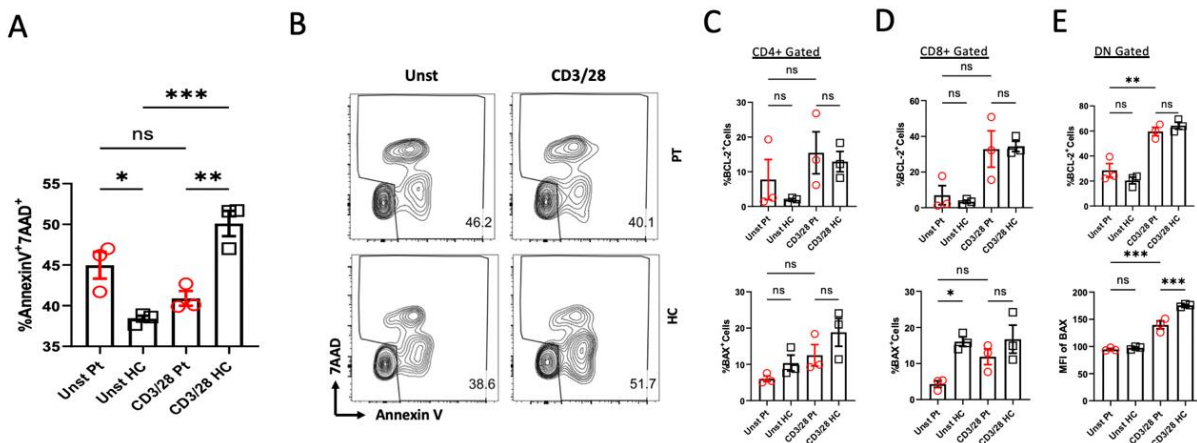 A
%AnnexinV⁺7AAD⁺
55
50
45
40
35
***
ns
*
**
Unst Pt
Unst HC
CD3/28 Pt
CD3/28 HC
B
Unst
CD3/28
PT
46.2
40.1
HC
38.6
51.7
7AAD
Annexin V
C
CD4+ Gated
%BCL-2⁺Cells
30
20
10
0
ns
ns
ns
Unst Pt
Unst HC
CD3/28 Pt
CD3/28 HC
%BAX⁺Cells
30
20
10
0
ns
ns
ns
Unst Pt
Unst HC
CD3/28 Pt
CD3/28 HC
D
CD8+ Gated
%BCL-2⁺Cells
60
40
20
0
ns
ns
ns
Unst Pt
Unst HC
CD3/28 Pt
CD3/28 HC
%BAX⁺Cells
30
20
10
0
ns
*
ns
Unst Pt
Unst HC
CD3/28 Pt
CD3/28 HC
E
DN Gated
%BCL-2⁺Cells
80
60
40
20
0
**
ns
ns
Unst Pt
Unst HC
CD3/28 Pt
CD3/28 HC
MFI of BAX
200
150
100
50
0
***
ns
***
Unst Pt
Unst HC
CD3/28 Pt
CD3/28 HC